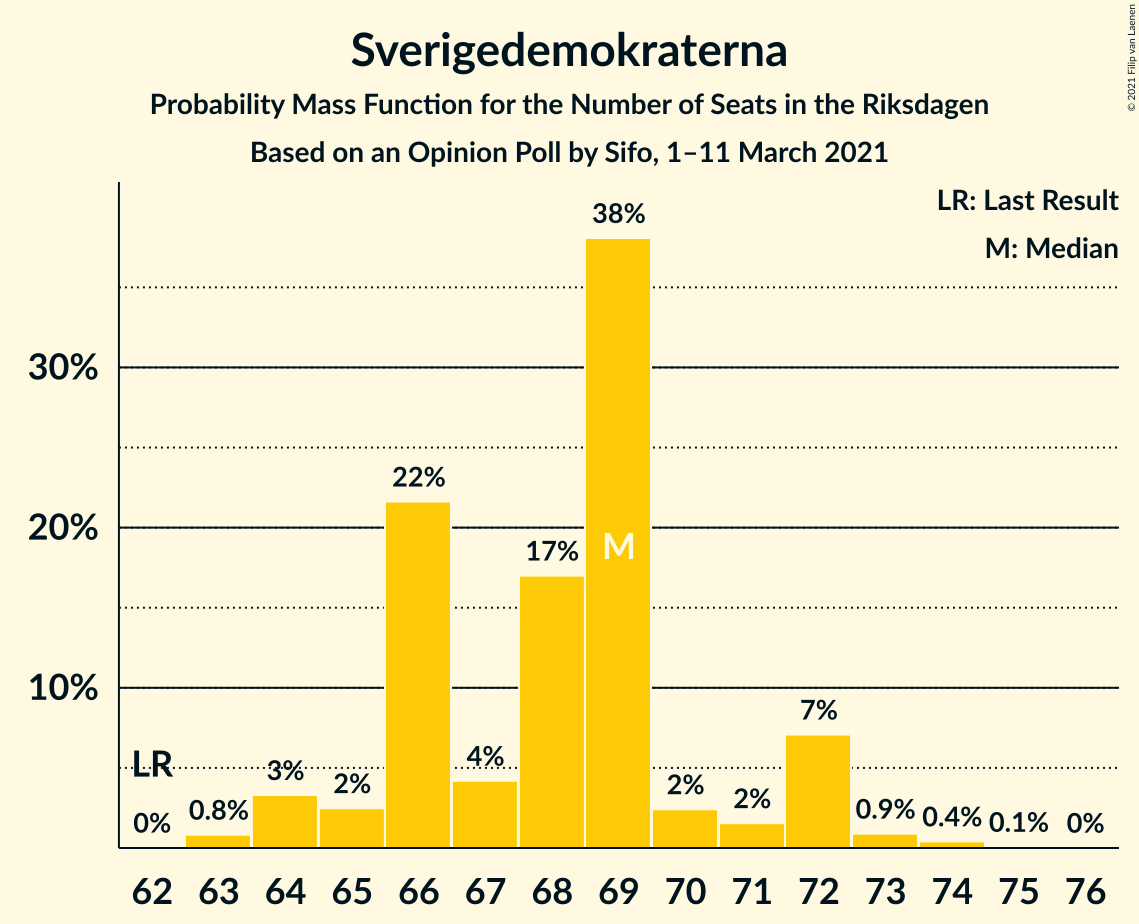 Sverigedemokraterna
Probability Mass Function for the Number of Seats in the Riksdagen
Based on an Opinion Poll by Sifo, 1–11 March 2021
© 2021 Filip van Laenen
LR: Last Result
M: Median
30%
20%
10%
LR
0%
0.8%
3%
2%
22%
4%
17%
38%
M
2%
2%
7%
0.9%
0.4%
0.1%
0%
62 63 64 65 66 67 68 69 70 71 72 73 74 75 76